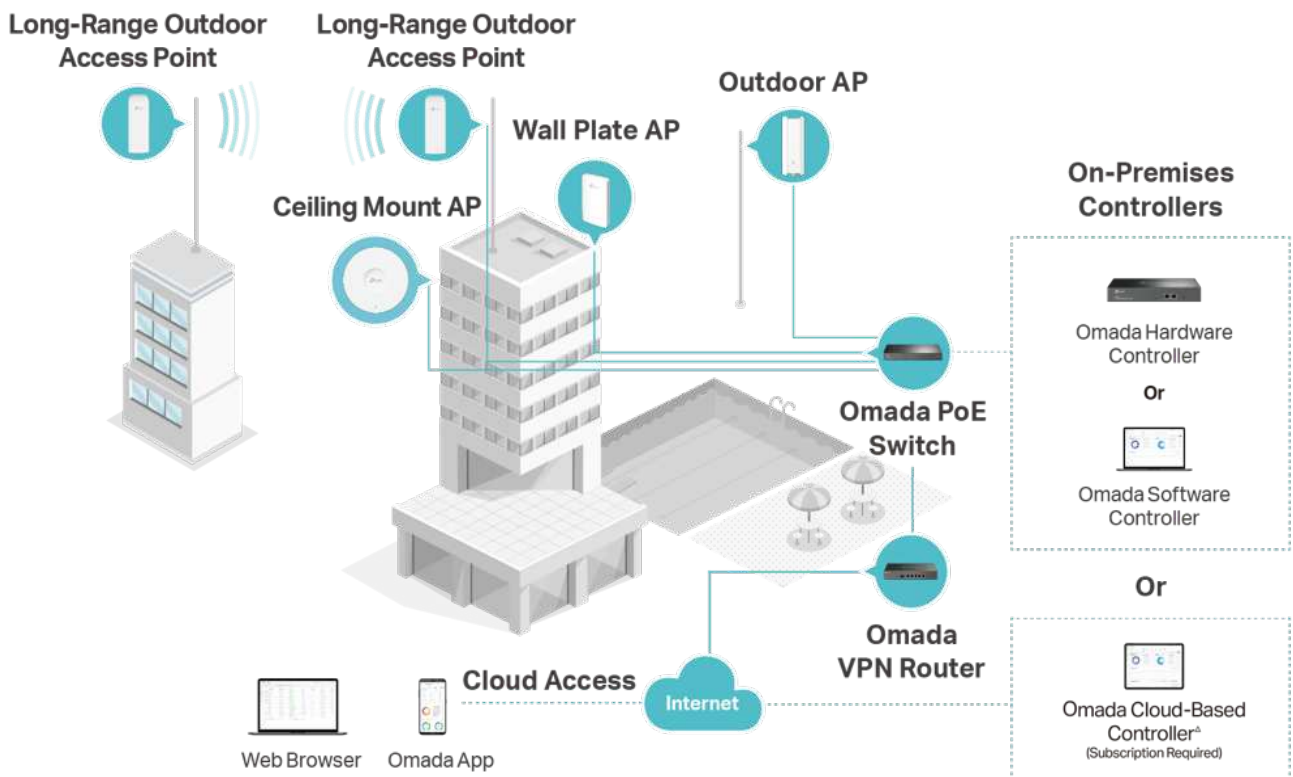 Long-Range Outdoor
Access Point
Long-Range Outdoor
Access Point
Outdoor AP
Wall Plate AP
Ceiling Mount AP
On-Premises
Controllers
Omada Hardware
Controller
Or
Omada Software
Controller
Omada PoE
Switch
Or
Omada
VPN Router
Cloud Access
Internet
Omada Cloud-Based
Controller△
(Subscription Required)
Web Browser
Omada App